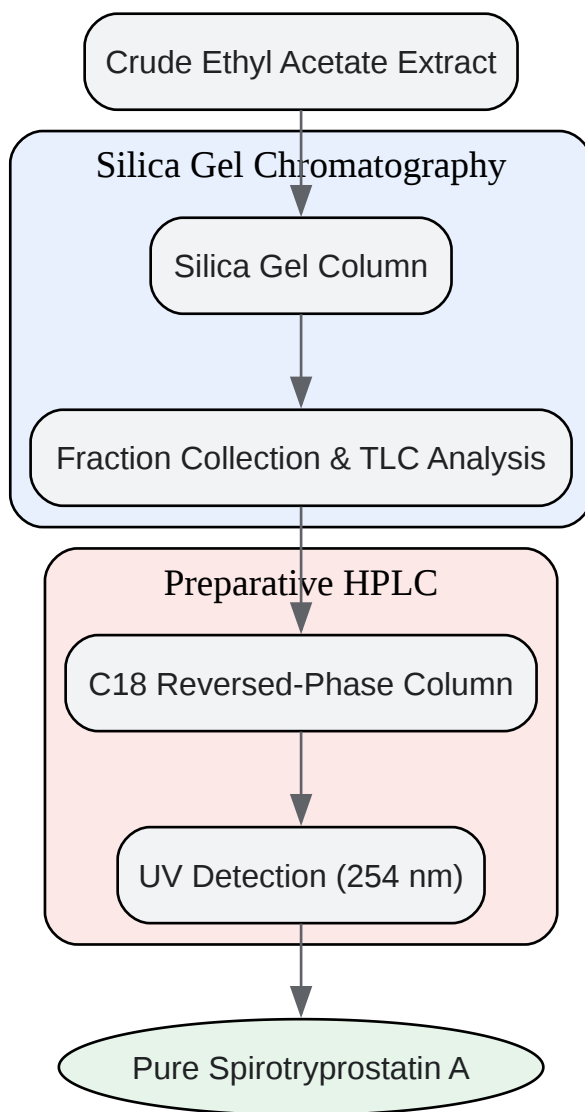 Crude Ethyl Acetate Extract
Silica Gel Chromatography
Silica Gel Column
Fraction Collection & TLC Analysis
Preparative HPLC
C18 Reversed-Phase Column
UV Detection (254 nm)
Pure Spirotryprostatin A